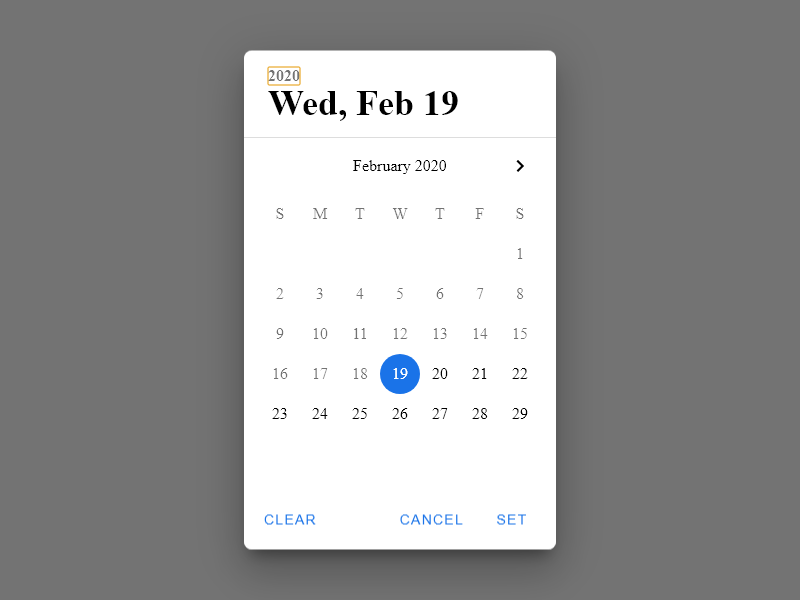 2020
Wed, Feb 19
February 2020
S M T W T F S
1
2 3 4 5 6 7 8
9 10 11 12 13 14 15
16 17 18 19 20 21 22
23 24 25 26 27 28 29
CLEAR CANCEL SET